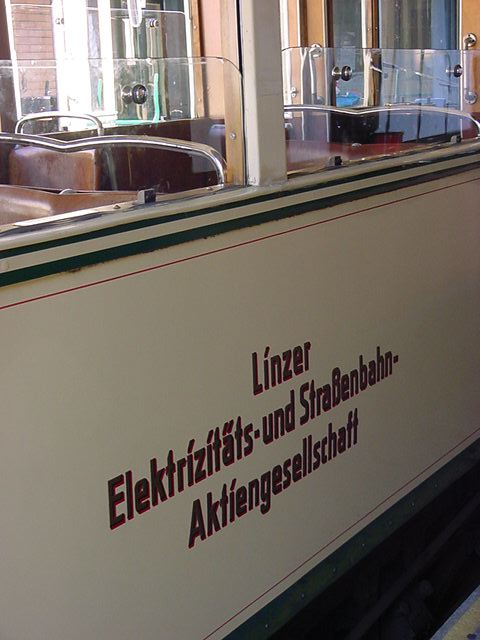 Linzer
Elektrizitäts- und Straßenbahn-
Aktiengesellschaft